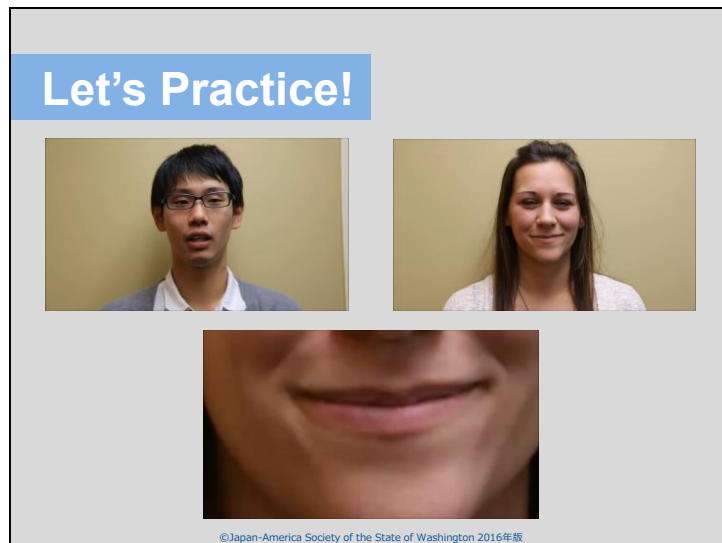 Let’s Practice!
©Japan-America Society of the State of Washington 2016年版